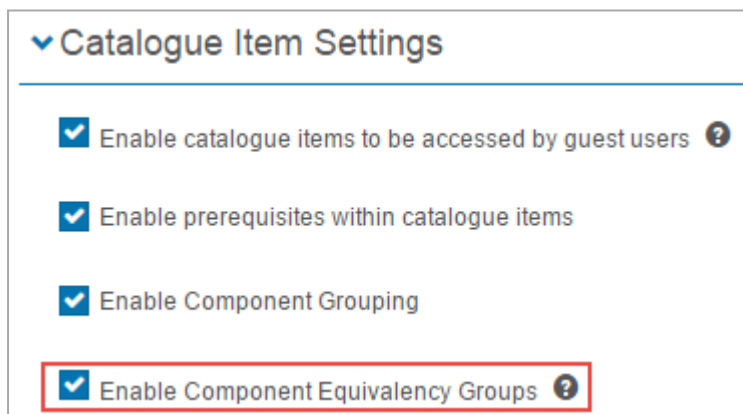 Catalogue Item Settings
Enable catalogue items to be accessed by guest users ?
Enable prerequisites within catalogue items
Enable Component Grouping
Enable Component Equivalency Groups ?